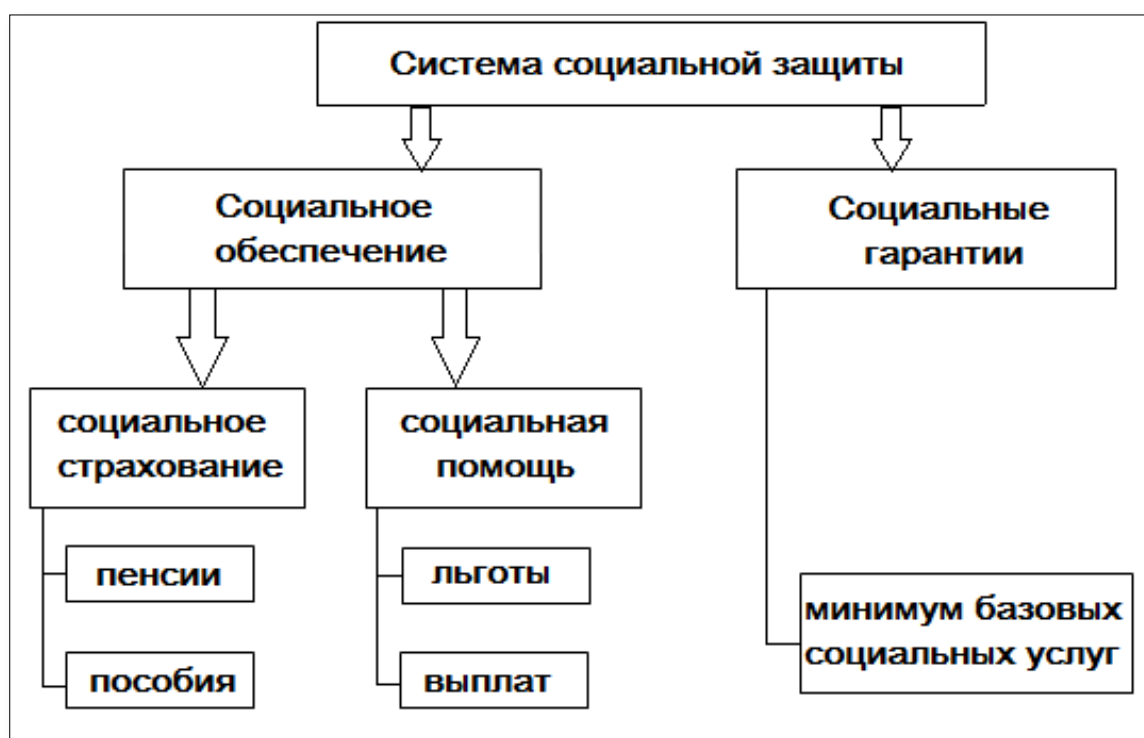 Система социальной защиты
Социальное
обеспечение
Социальные
гарантии
социальное
страхование
социальная
помощь
пенсии
льготы
минимум базовых
социальных услуг
пособия
выплат